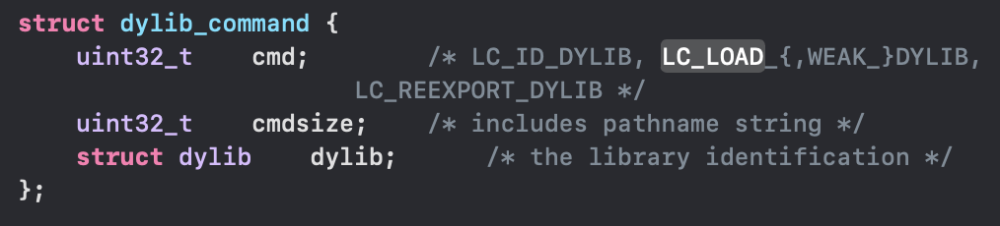 struct dylib_command {
    uint32_t    cmd;        /* LC_ID_DYLIB, LC_LOAD_{,WEAK_}DYLIB,
                       LC_REEXPORT_DYLIB */
    uint32_t    cmdsize;    /* includes pathname string */
    struct dylib    dylib;      /* the library identification */
};